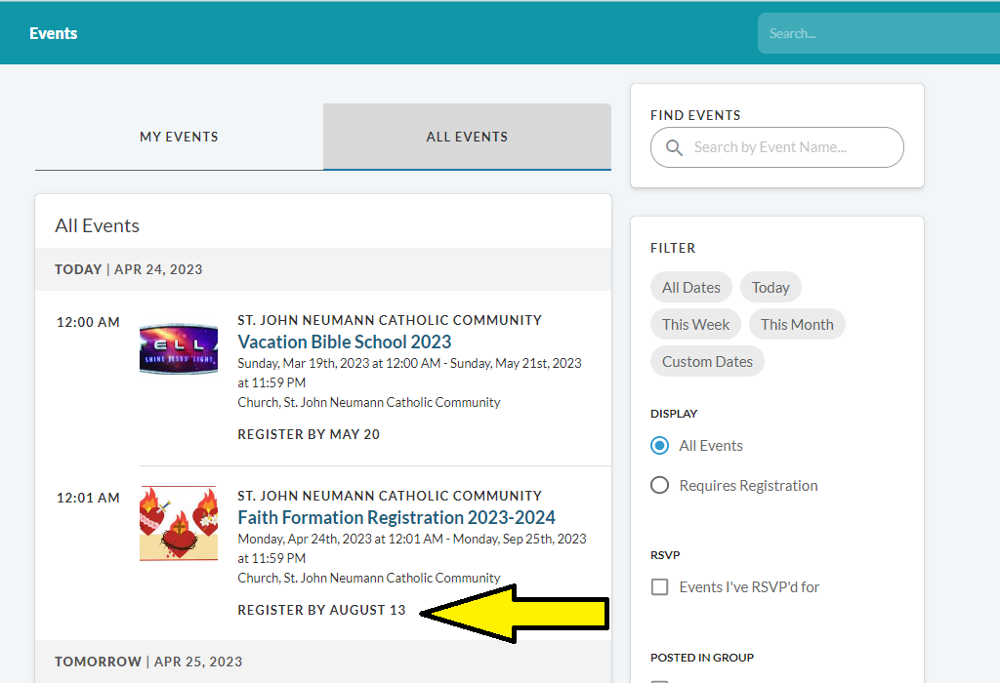 Events
Search...
MY EVENTS
ALL EVENTS
All Events
TODAY | APR 24, 2023
12:00 AM
ELLA
SHINE JESUS' LIGHT
ST. JOHN NEUMANN CATHOLIC COMMUNITY
Vacation Bible School 2023
Sunday, Mar 19th, 2023 at 12:00 AM - Sunday, May 21st, 2023
at 11:59 PM
Church, St. John Neumann Catholic Community
REGISTER BY MAY 20
12:01 AM
ST. JOHN NEUMANN CATHOLIC COMMUNITY
Faith Formation Registration 2023-2024
Monday, Apr 24th, 2023 at 12:01 AM - Monday, Sep 25th, 2023
at 11:59 PM
Church, St. John Neumann Catholic Community
REGISTER BY AUGUST 13
TOMORROW | APR 25, 2023
FIND EVENTS
Search by Event Name...
FILTER
All Dates
Today
This Week
This Month
Custom Dates
DISPLAY
All Events
Requires Registration
RSVP
Events I've RSVP'd for
POSTED IN GROUP